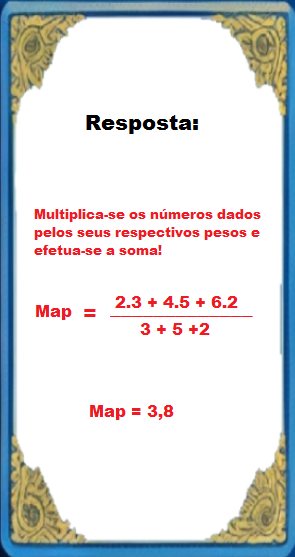 Resposta:
Multiplica-se os números dados
pelos seus respectivos pesos e
efetua-se a soma!
Map = 2.3 + 4.5 + 6.2
3 + 5 +2
Map = 3,8